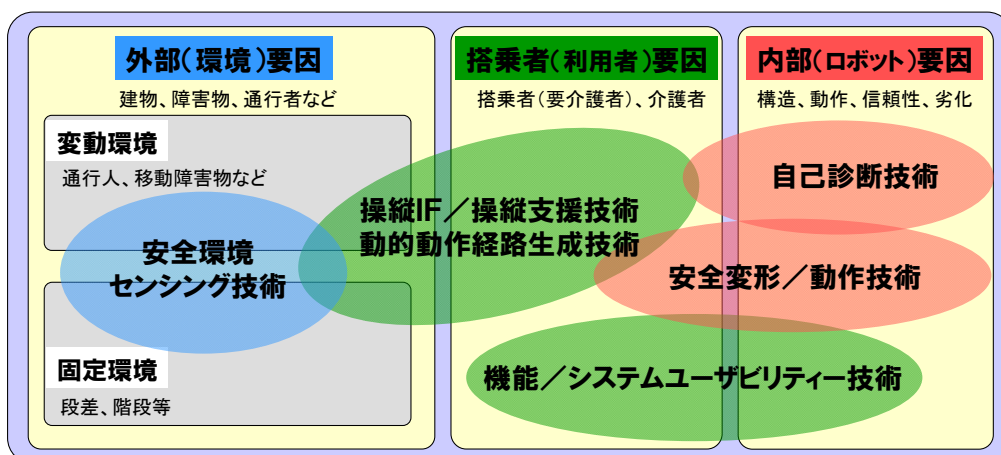 外部(環境)要因
建物、障害物、通行者など
変動環境
通行人、移動障害物など
安全環境
センシング技術
固定環境
段差、階段等
搭乗者(利用者)要因
搭乗者(要介護者)、介護者
操縦IF/操縦支援技術
動的動作経路生成技術
機能/システムユーザビリティー技術
内部(ロボット)要因
構造、動作、信頼性、劣化
自己診断技術
安全変形/動作技術